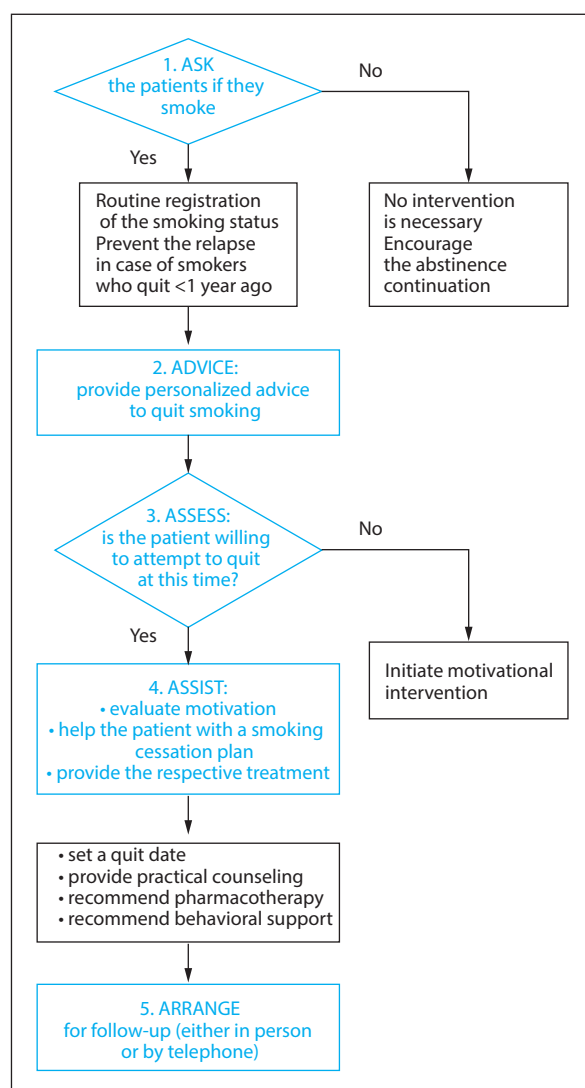 1. ASK
the patients if they
smoke
No
Yes
Routine registration
of the smoking status
Prevent the relapse
in case of smokers
who quit <1 year ago
No intervention
is necessary
Encourage
the abstinence
continuation
2. ADVICE:
provide personalized advice
to quit smoking
3. ASSESS:
is the patient willing
to attempt to quit
at this time?
No
Yes
Initiate motivational
intervention
4. ASSIST:
• evaluate motivation
• help the patient with a smoking
cessation plan
• provide the respective treatment
• set a quit date
• provide practical counseling
• recommend pharmacotherapy
• recommend behavioral support
5. ARRANGE
for follow-up (either in person
or by telephone)